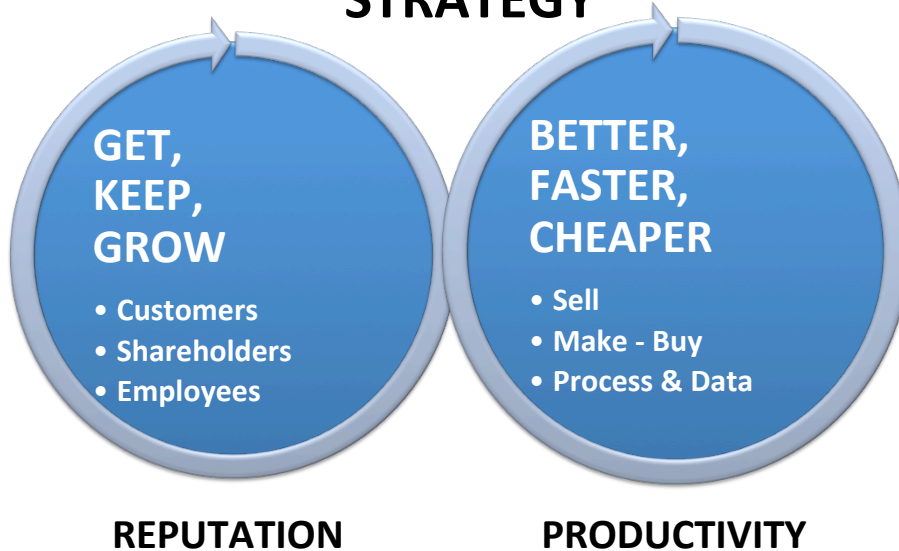 STRATEGY
GET,
KEEP,
GROW
• Customers
• Shareholders
• Employees
BETTER,
FASTER,
CHEAPER
• Sell
• Make - Buy
• Process & Data
REPUTATION
PRODUCTIVITY